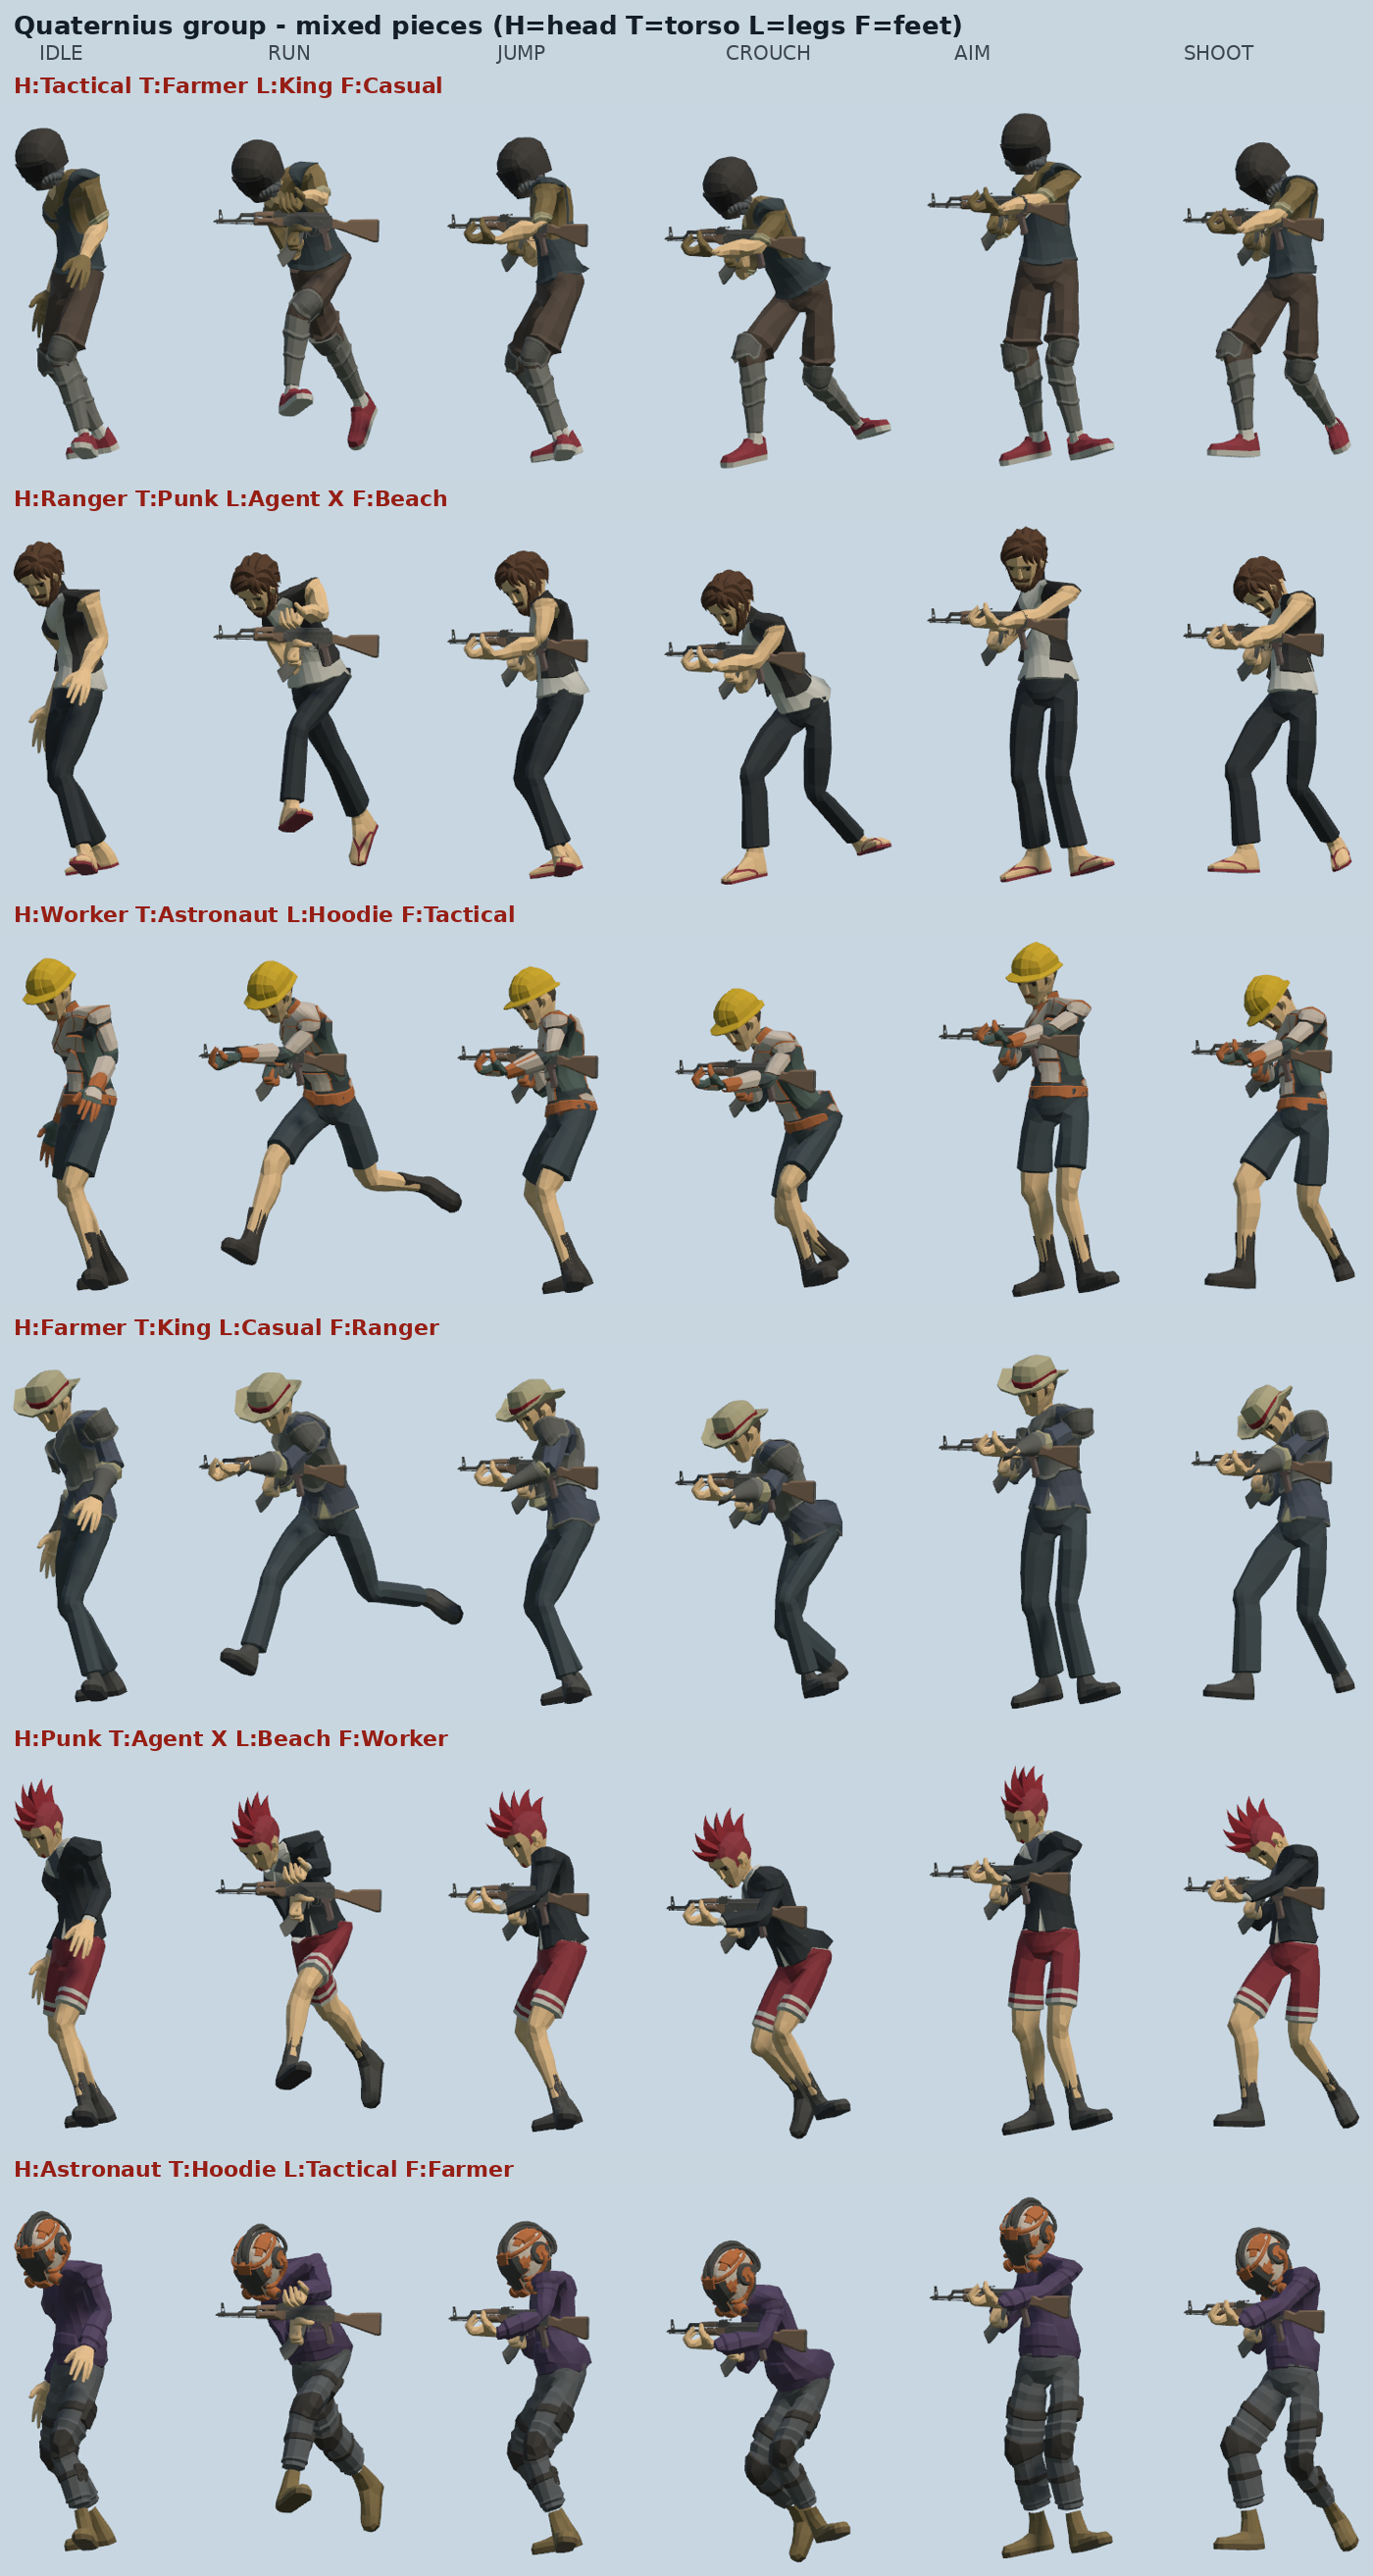 Quaternius group - mixed pieces (H=head T=torso L=legs F=feet)
IDLE RUN JUMP CROUCH AIM SHOOT
H:Tactical T:Farmer L:King F:Casual
H:Ranger T:Punk L:Agent X F:Beach
H:Worker T:Astronaut L:Hoodie F:Tactical
H:Farmer T:King L:Casual F:Ranger
H:Punk T:Agent X L:Beach F:Worker
H:Astronaut T:Hoodie L:Tactical F:Farmer